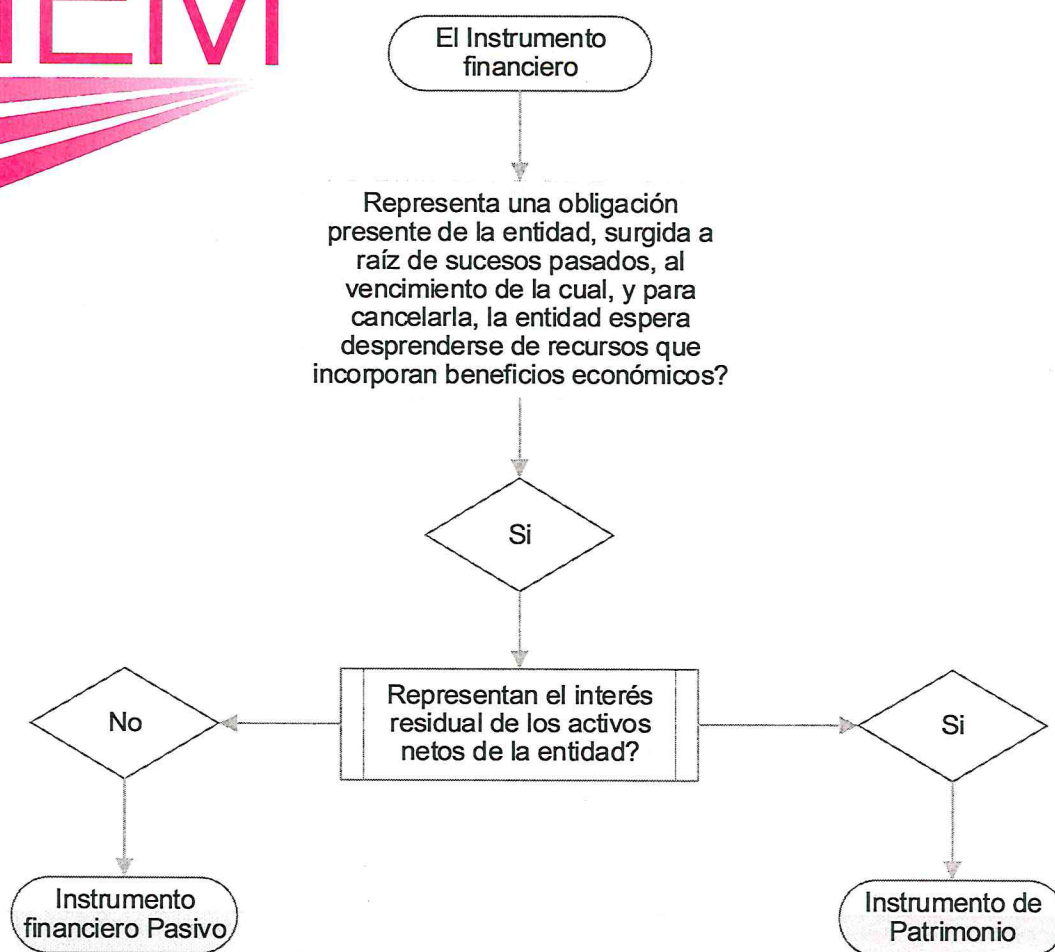 El Instrumento
financiero
Representa una obligación
presente de la entidad, surgida a
raíz de sucesos pasados, al
vencimiento de la cual, y para
cancelarla, la entidad espera
desprenderse de recursos que
incorporan beneficios económicos?
Si
Representan el interés
residual de los activos
netos de la entidad?
No
Si
Instrumento
financiero Pasivo
Instrumento de
Patrimonio